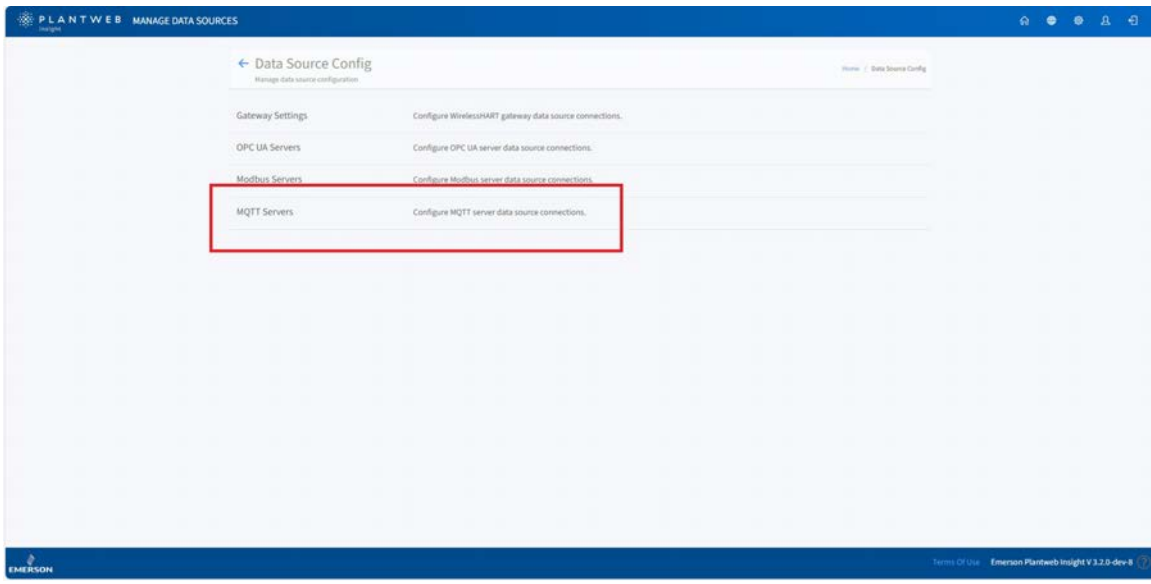 PLANTWEB MANAGE DATA SOURCES
Insight
Data Source Config
Manage data source configuration
Home / Data Source Config
Gateway Settings Configure WirelessHART gateway data source connections.
OPC UA Servers Configure OPC UA server data source connections.
Modbus Servers Configure Modbus server data source connections.
MQTT Servers Configure MQTT server data source connections.
EMERSON
Terms Of Use Emerson Plantweb Insight V 3.2.0-dev-8 ?